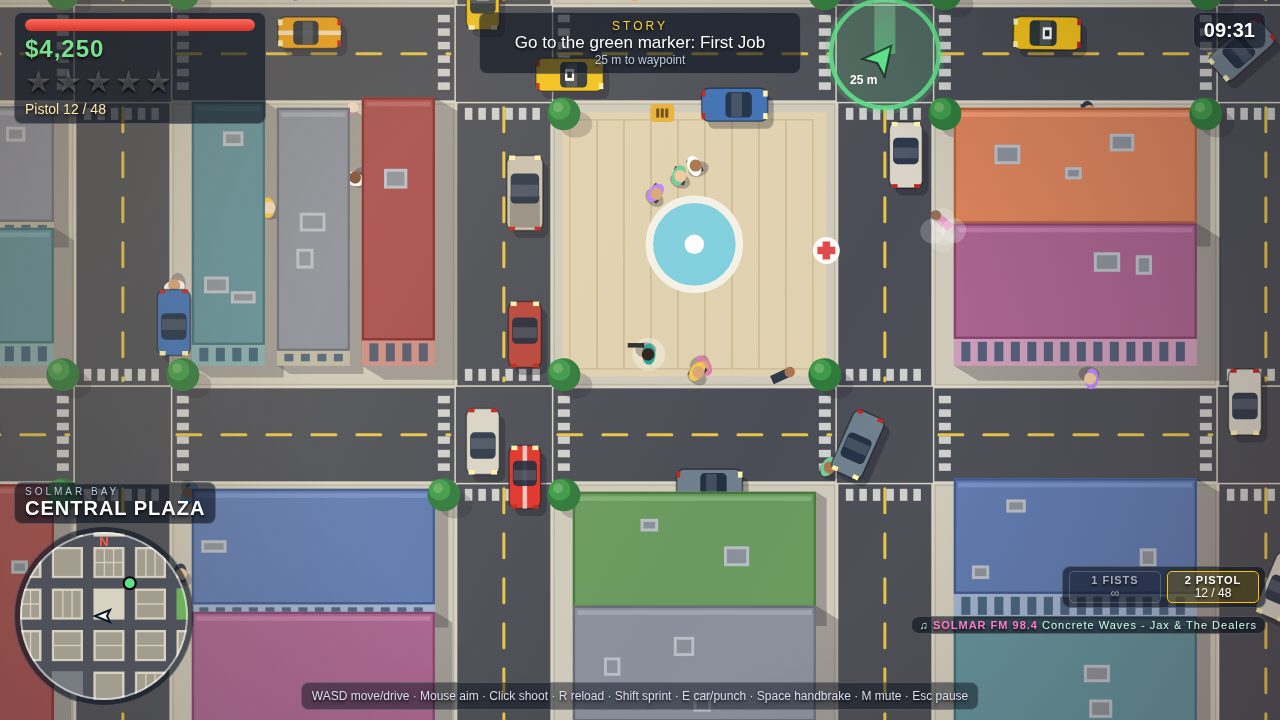 $4,250
Pistol 12 / 48
STORY
Go to the green marker: First Job
25 m to waypoint
25 m
09:31
SOLMAR BAY
CENTRAL PLAZA
N
1 FISTS
∞
2 PISTOL
12 / 48
♫ SOLMAR FM 98.4 Concrete Waves - Jax & The Dealers
WASD move/drive · Mouse aim · Click shoot · R reload · Shift sprint · E car/punch · Space handbrake · M mute · Esc pause